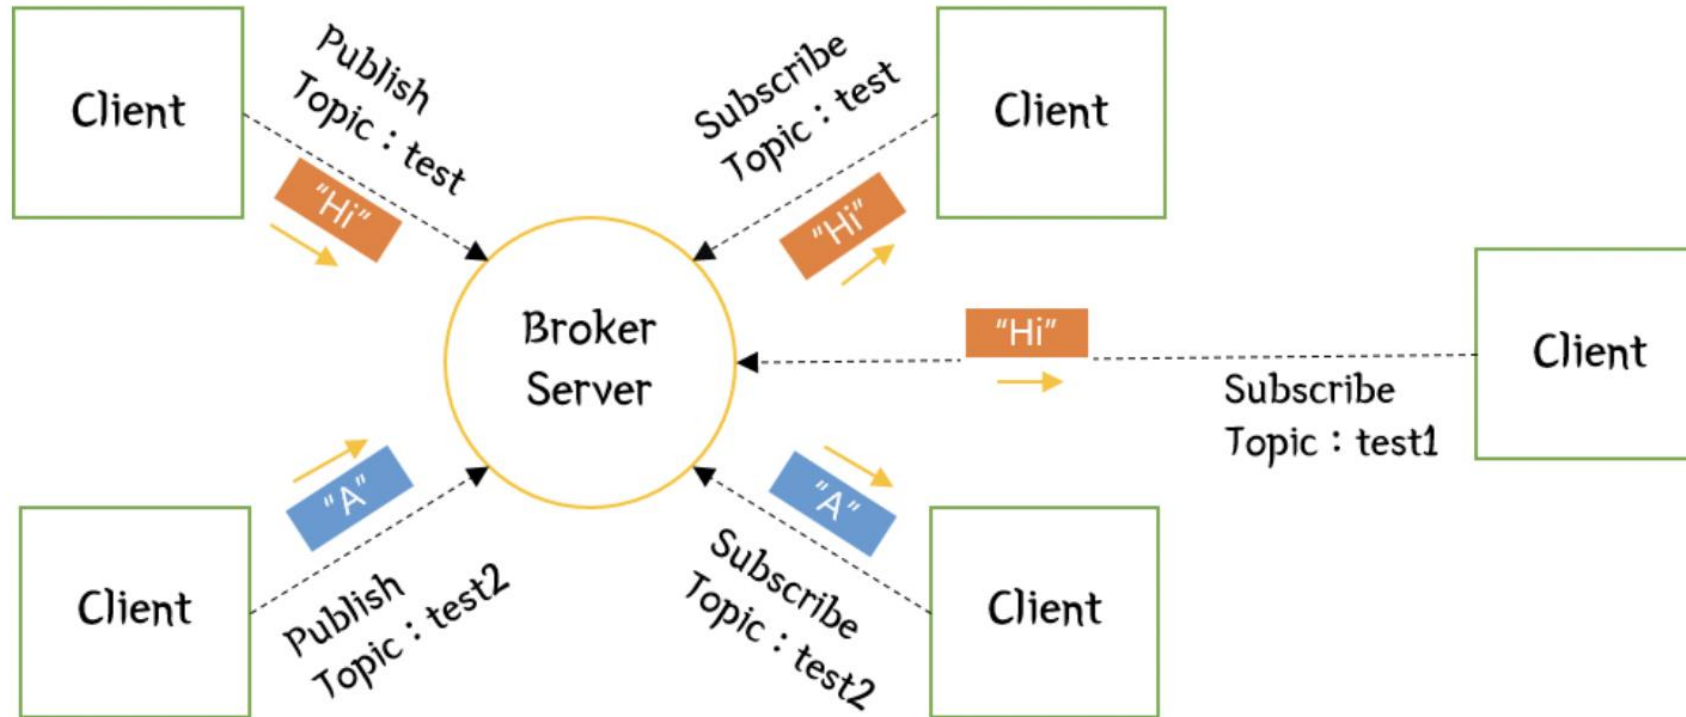 Client
Publish
Topic : test
"Hi"
Subscribe
Topic : test
"Hi"
Client
Broker
Server
"Hi"
Subscribe
Topic : test1
Client
Client
"A"
Publish
Topic : test2
"A"
Subscribe
Topic : test2
Client